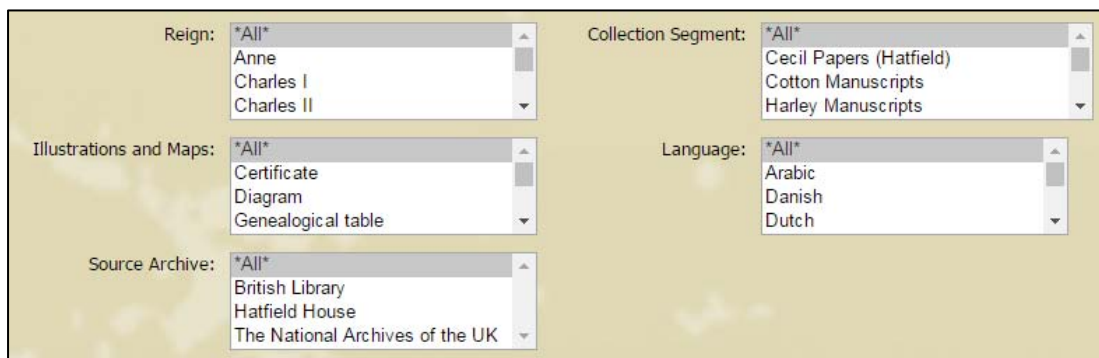 Reign: *All*
Anne
Charles I
Charles II
Collection Segment: *All*
Cecil Papers (Hatfield)
Cotton Manuscripts
Harley Manuscripts
Illustrations and Maps: *All*
Certificate
Diagram
Genealogical table
Language: *All*
Arabic
Danish
Dutch
Source Archive: *All*
British Library
Hatfield House
The National Archives of the UK